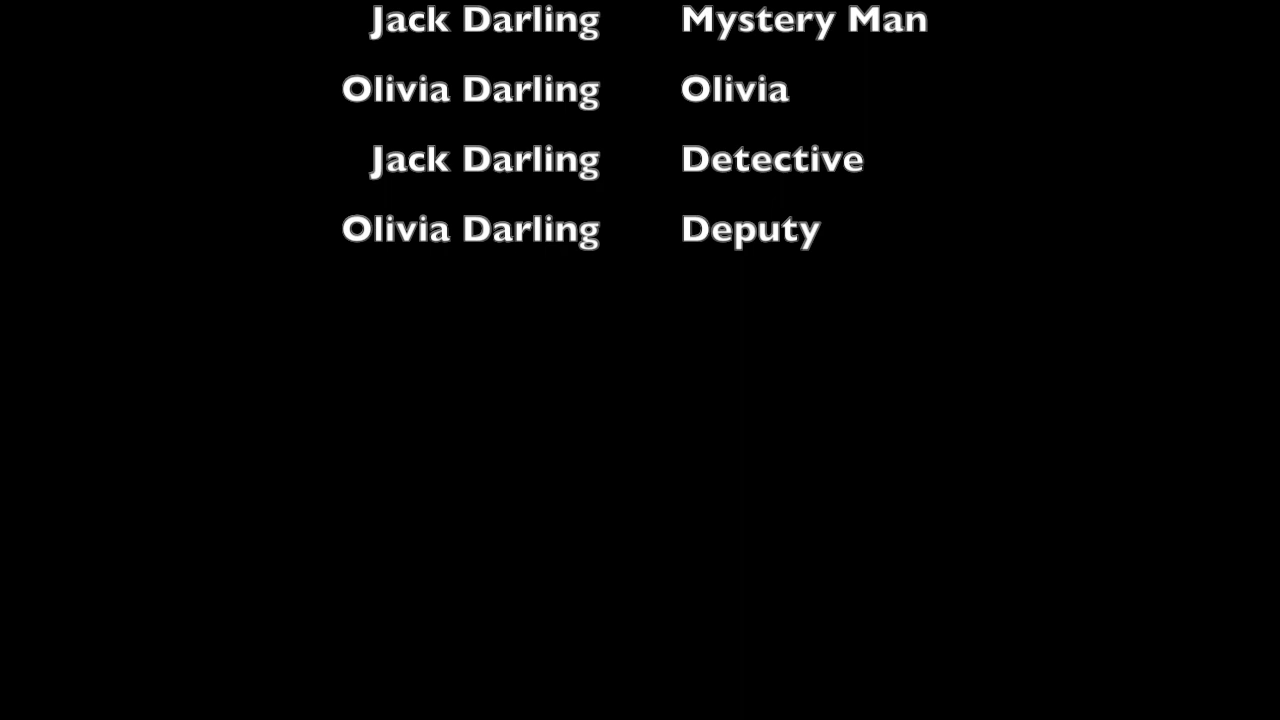 Jack Darling Mystery Man
Olivia Darling Olivia
Jack Darling Detective
Olivia Darling Deputy